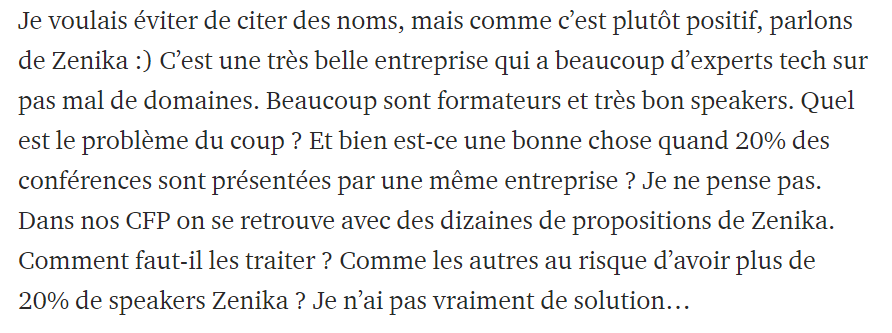 Je voulais éviter de citer des noms, mais comme c’est plutôt positif, parlons
de Zenika :) C’est une très belle entreprise qui a beaucoup d’experts tech sur
pas mal de domaines. Beaucoup sont formateurs et très bon speakers. Quel
est le problème du coup ? Et bien est-ce une bonne chose quand 20% des
conférences sont présentées par une même entreprise ? Je ne pense pas.
Dans nos CFP on se retrouve avec des dizaines de propositions de Zenika.
Comment faut-il les traiter ? Comme les autres au risque d’avoir plus de
20% de speakers Zenika ? Je n’ai pas vraiment de solution…